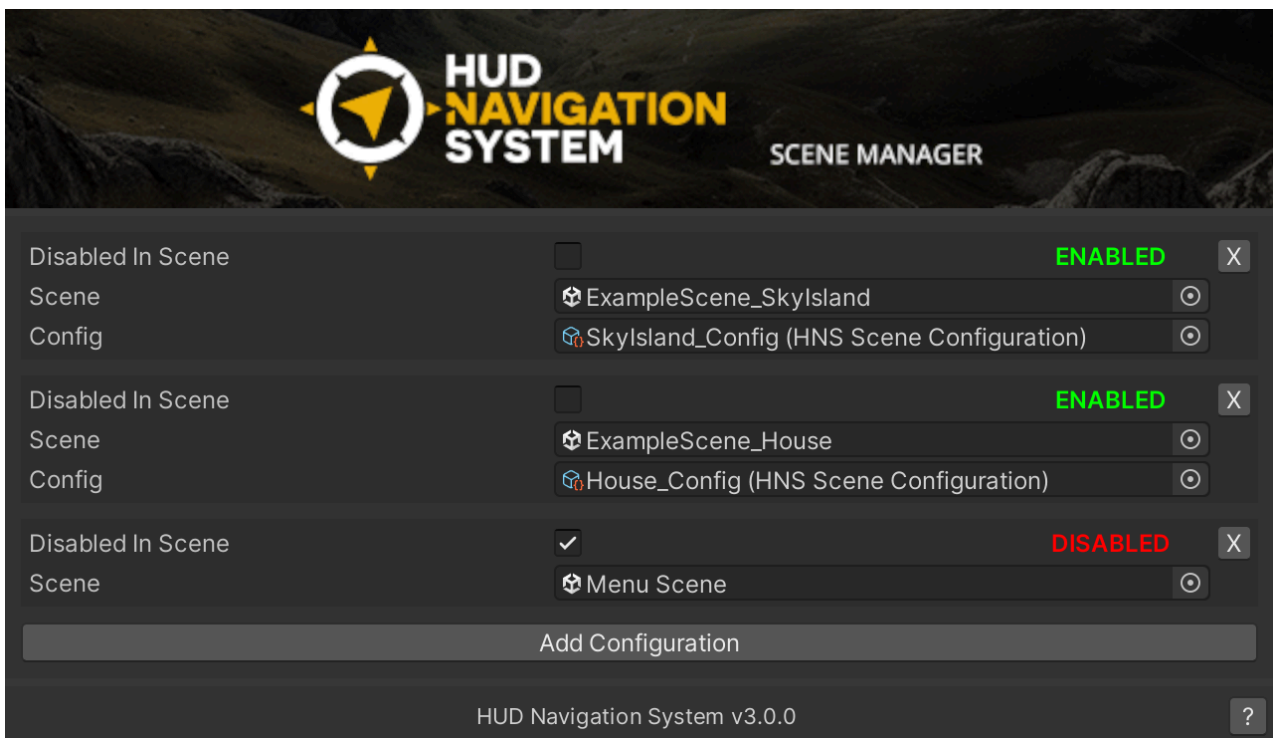 HUD
NAVIGATION
SYSTEM
SCENE MANAGER
Disabled In Scene ENABLED X
Scene ExampleScene_SkyIsland
Config SkyIsland_Config (HNS Scene Configuration)
Disabled In Scene ENABLED X
Scene ExampleScene_House
Config House_Config (HNS Scene Configuration)
Disabled In Scene DISABLED X
Scene Menu Scene
Add Configuration
HUD Navigation System v3.0.0 ?